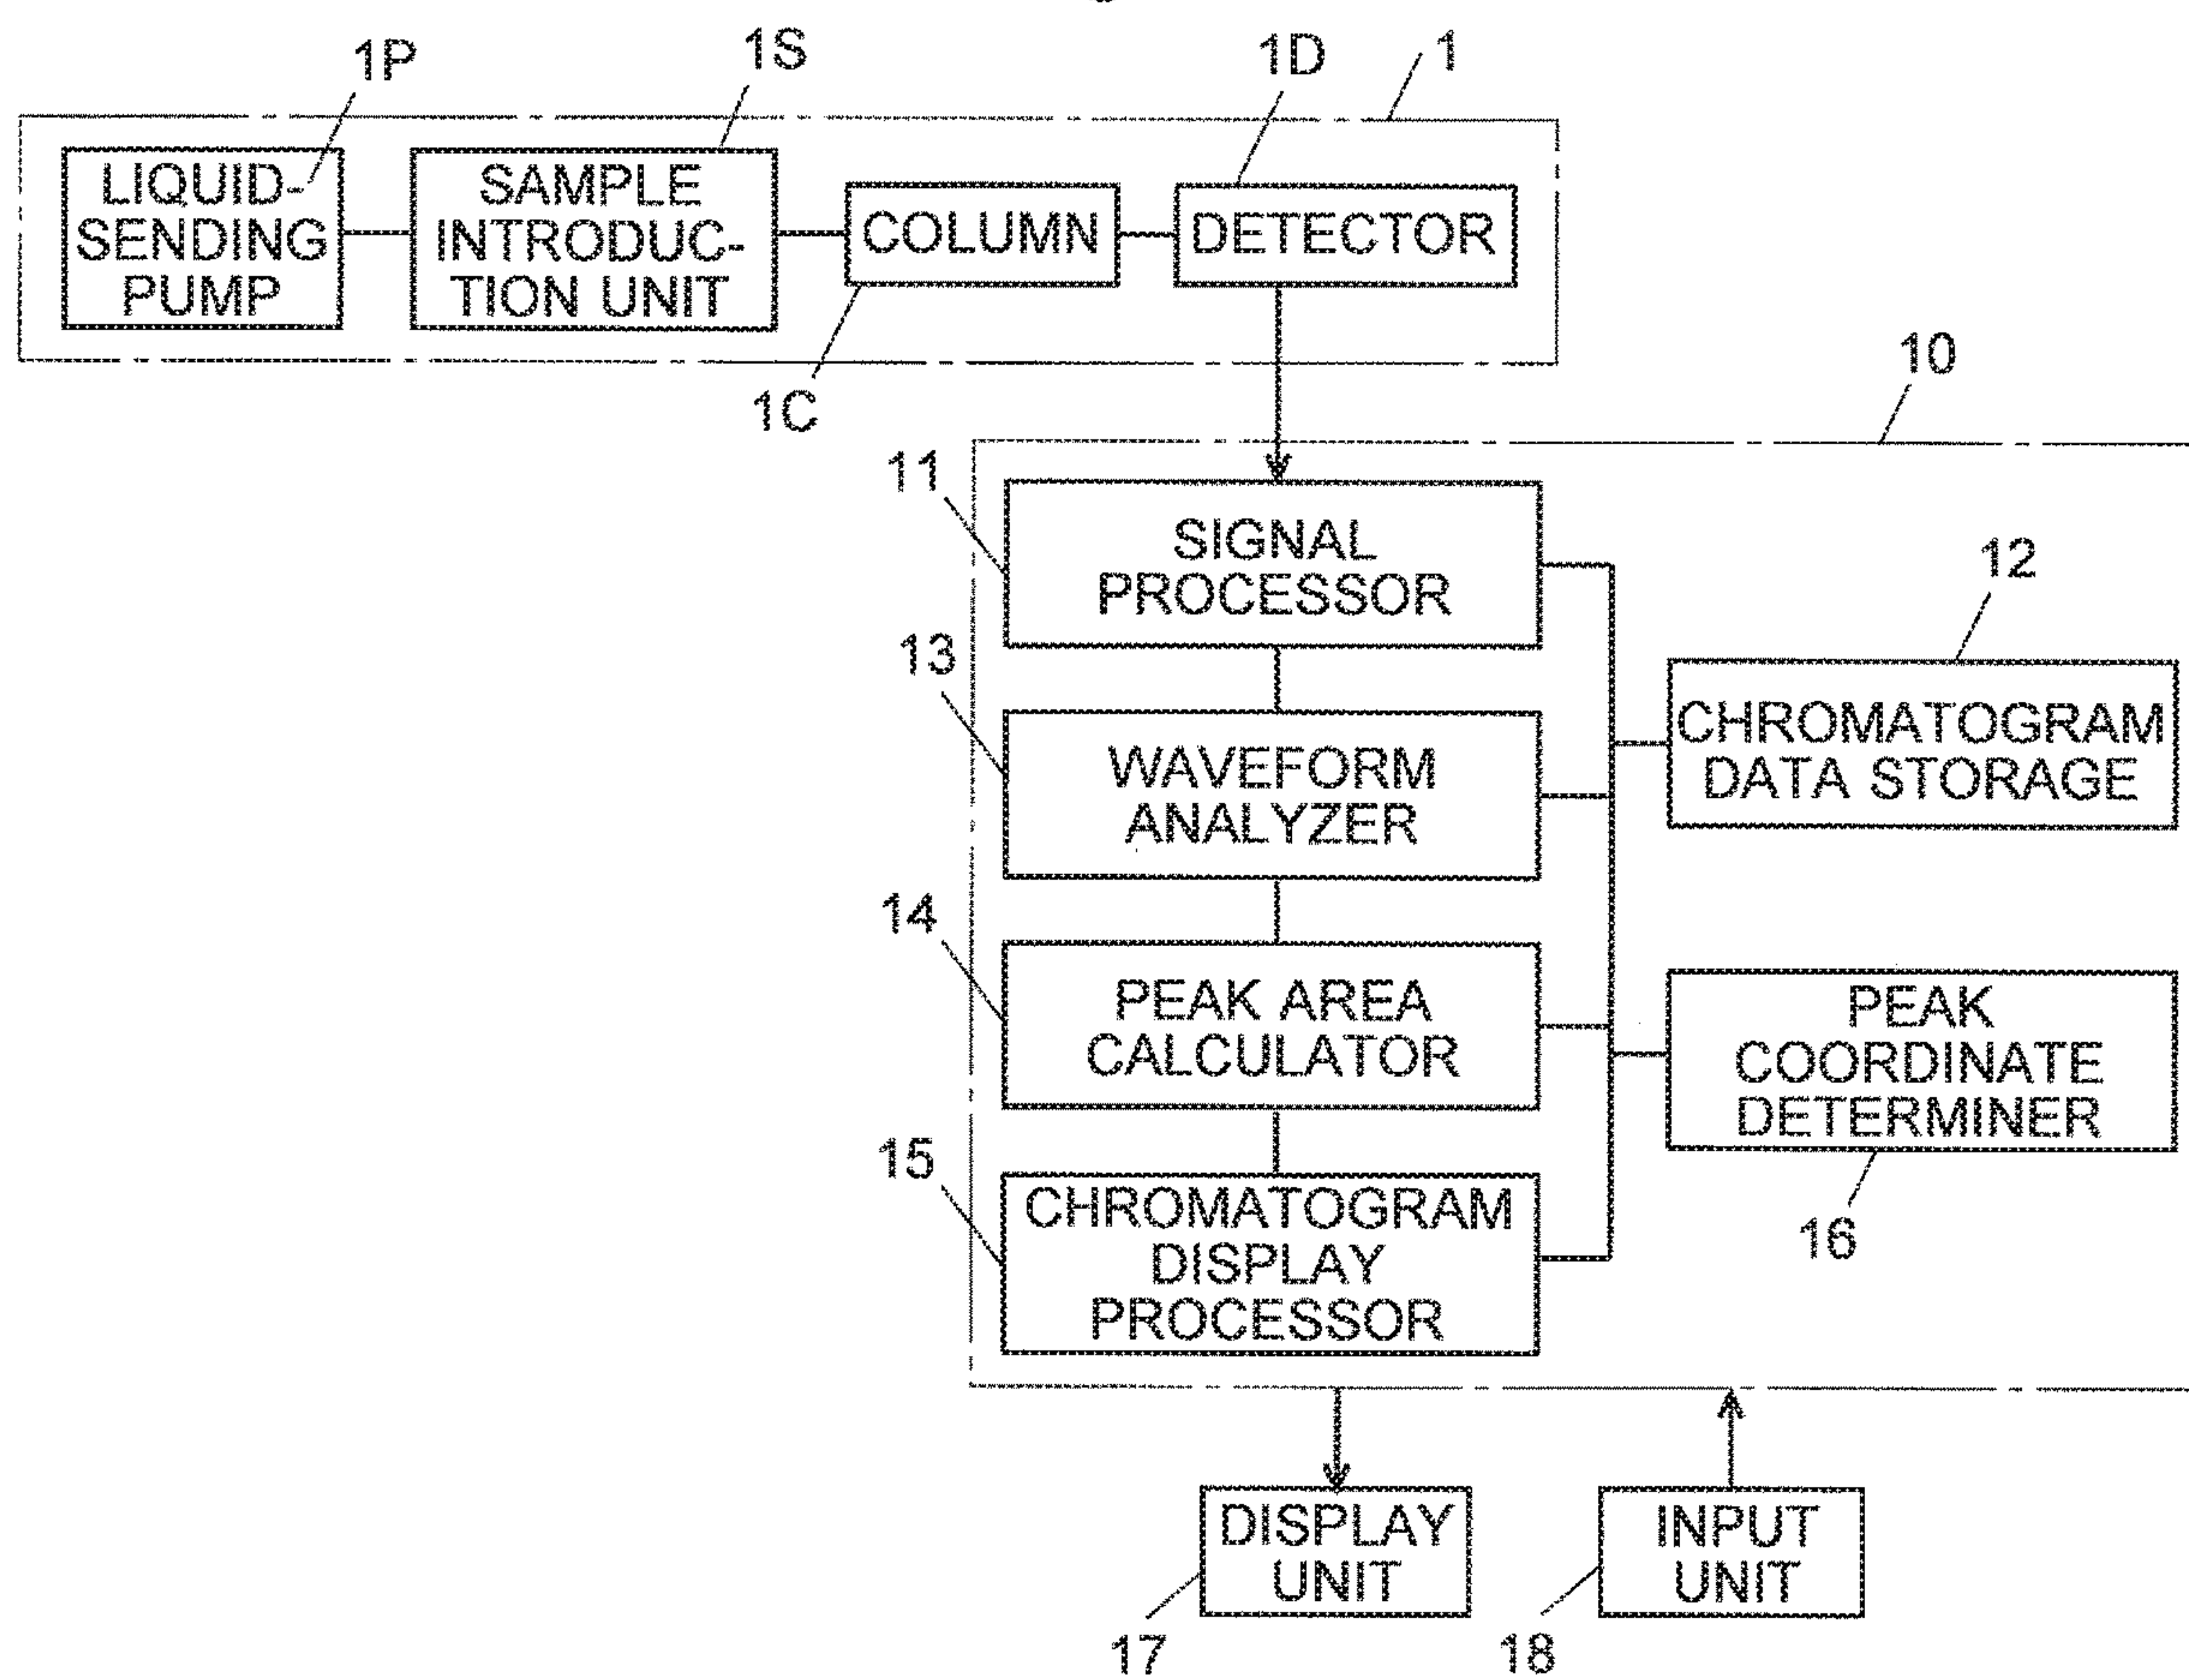 1P
1S
1D
1
LIQUID-
SENDING
PUMP
SAMPLE
INTRODUC-
TION UNIT
COLUMN
DETECTOR
1C
10
11
SIGNAL
PROCESSOR
12
CHROMATOGRAM
DATA STORAGE
13
WAVEFORM
ANALYZER
14
PEAK AREA
CALCULATOR
PEAK
COORDINATE
DETERMINER
16
15
CHROMATOGRAM
DISPLAY
PROCESSOR
DISPLAY
UNIT
INPUT
UNIT
17
18